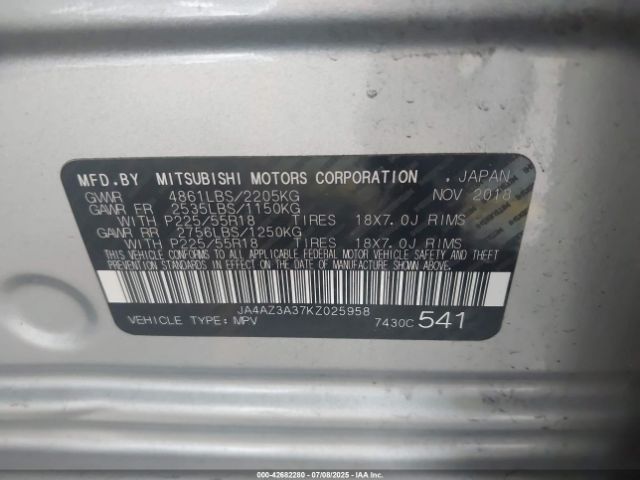 MFD.BY MITSUBISHI MOTORS CORPORATION , JAPAN
GVWR 4861LBS/2205KG NOV 2018
GAWR FR 2535LBS/1150KG
WITH P225/55R18 TIRES 18X7.0J RIMS
GAWR RR 2756LBS/1250KG
WITH P225/55R18 TIRES 18X7.0J RIMS
THIS VEHICLE CONFORMS TO ALL APPLICABLE FEDERAL MOTOR VEHICLE
SAFETY, BUMPER, AND THEFT PREVENTION STANDARDS IN EFFECT ON
THE DATE OF MANUFACTURE SHOWN ABOVE.
JA4AZ3A37KZ025958
VEHICLE TYPE: MPV 7430C 541
000-42682280 - 07/08/2025 - IAAI.COM